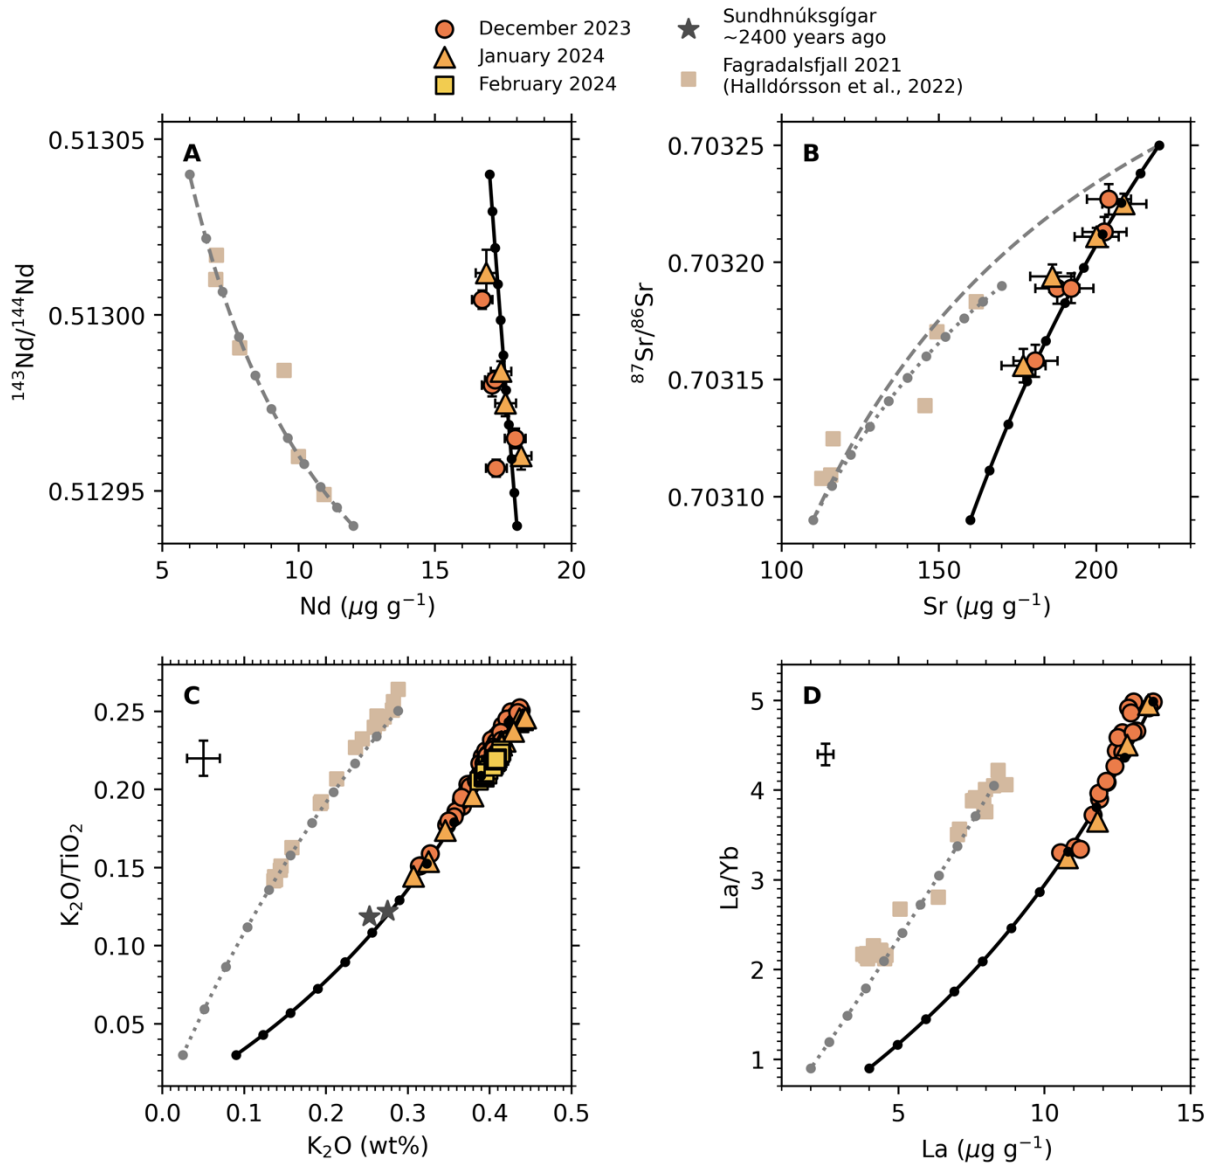 December 2023
January 2024
February 2024
Sundhnúksgígar
~2400 years ago
Fagradalsfjall 2021
(Halldórsson et al., 2022)
A
0.51305
0.51300
0.51295
¹⁴³Nd/¹⁴⁴Nd
5 10 15 20
Nd (μg g⁻¹)
B
0.70325
0.70320
0.70315
0.70310
⁸⁷Sr/⁸⁶Sr
100 150 200
Sr (μg g⁻¹)
C
0.25
0.20
0.15
0.10
0.05
K₂O/TiO₂
0.0 0.1 0.2 0.3 0.4 0.5
K₂O (wt%)
D
5
4
3
2
1
La/Yb
5 10 15
La (μg g⁻¹)